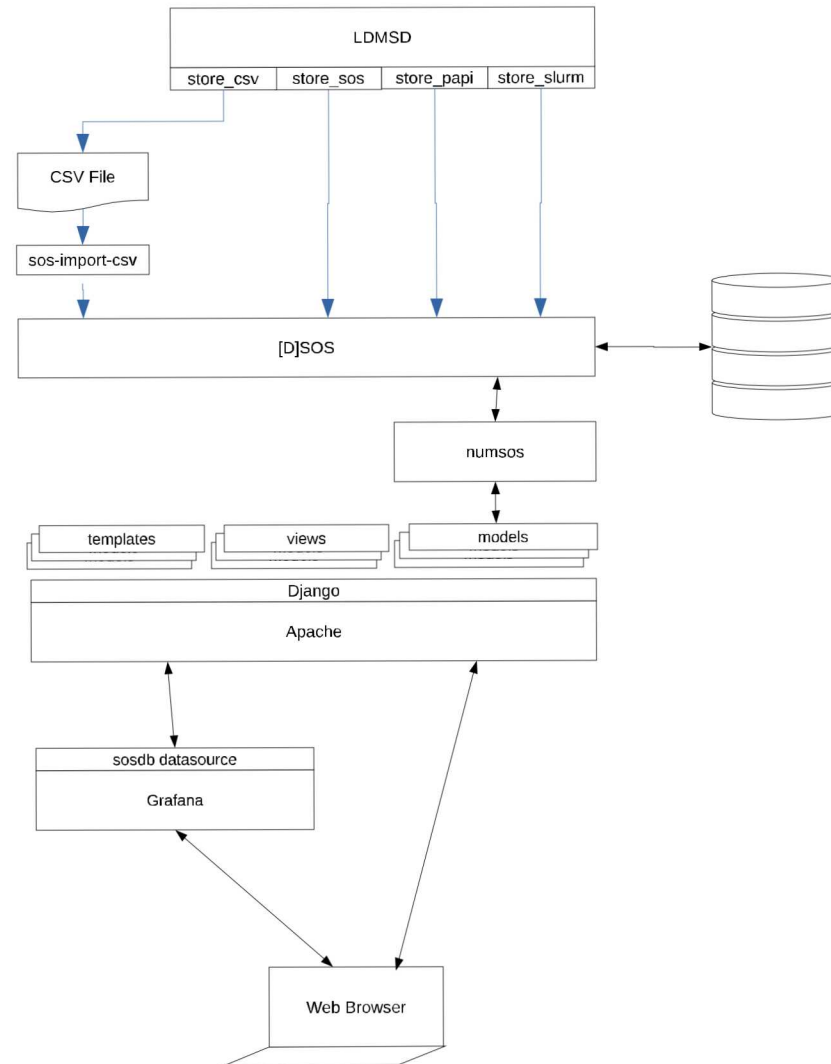 LDMSD
store_csv store_sos store_papi store_slurm
CSV File
sos-import-csv
[D]SOS
numsos
templates views models
Django
Apache
sosdb datasource
Grafana
Web Browser